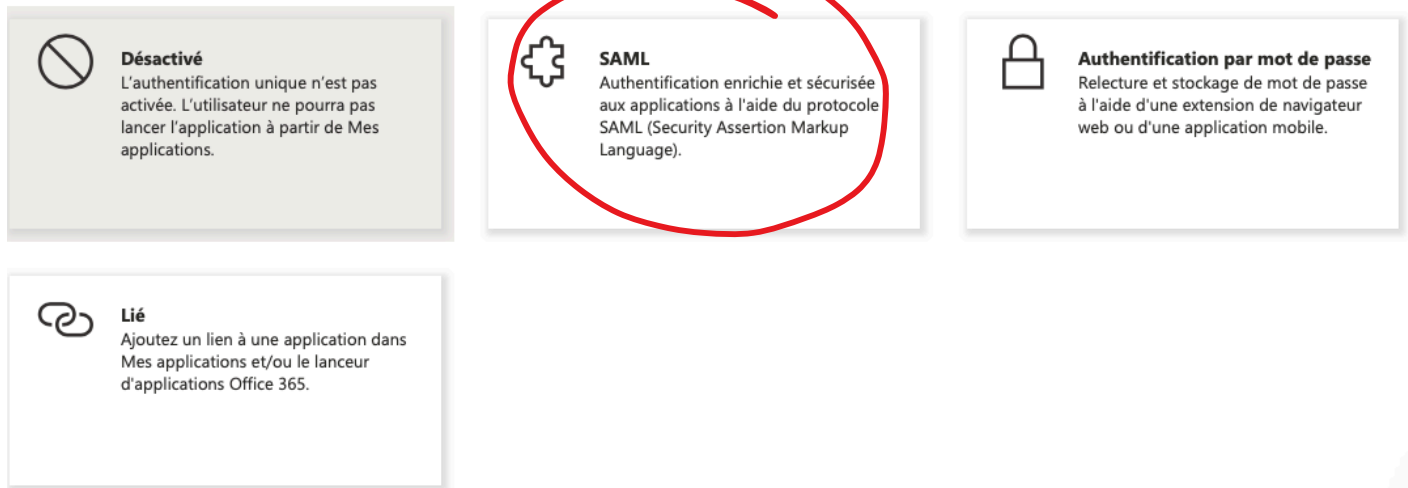 Désactivé
L’authentification unique n’est pas
activée. L’utilisateur ne pourra pas
lancer l’application à partir de Mes
applications.
SAML
Authentification enrichie et sécurisée
aux applications à l'aide du protocole
SAML (Security Assertion Markup
Language).
Authentification par mot de passe
Relecture et stockage de mot de passe
à l'aide d'une extension de navigateur
web ou d'une application mobile.
Lié
Ajoutez un lien à une application dans
Mes applications et/ou le lanceur
d'applications Office 365.